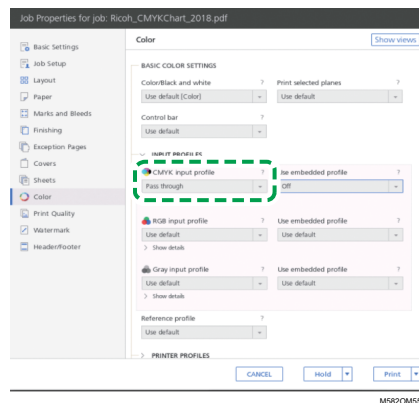 Job Properties for job: Ricoh_CMYKChart_2018.pdf
Basic Settings
Job Setup
Layout
Paper
Marks and Bleeds
Finishing
Exception Pages
Covers
Sheets
Color
Print Quality
Watermark
Header/Footer
Color
Show views
BASIC COLOR SETTINGS
Color/Black and white ? Print selected planes ?
Use default [Color] Use default
Control bar ?
Use default
INPUT PROFILES
CMYK input profile ? Use embedded profile ?
Pass through Off
RGB input profile ? Use embedded profile ?
Use default Use default
> Show details
Gray input profile ? Use embedded profile ?
Use default Use default
> Show details
Reference profile ?
Use default
> PRINTER PROFILES
CANCEL Hold Print